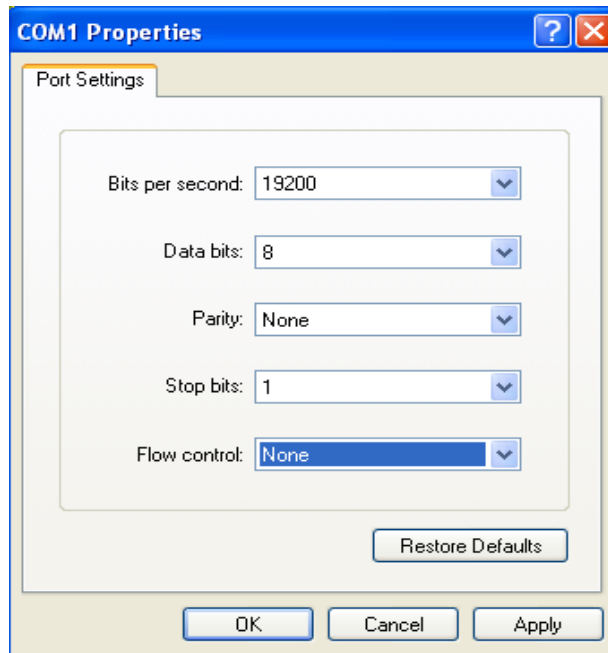 COM1 Properties
Port Settings
Bits per second: 19200
Data bits: 8
Parity: None
Stop bits: 1
Flow control: None
Restore Defaults
OK Cancel Apply